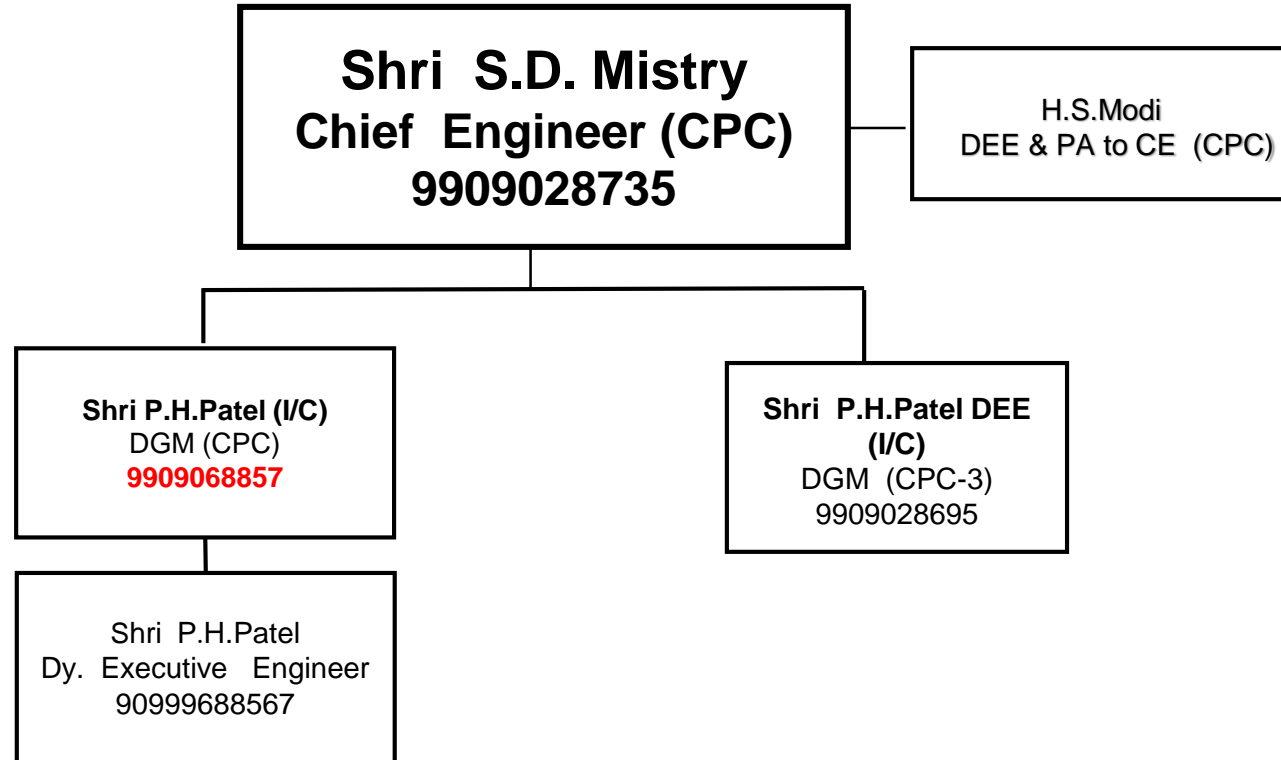 Shri S.D. Mistry
Chief Engineer (CPC)
9909028735
H.S.Modi
DEE & PA to CE (CPC)
Shri P.H.Patel (I/C)
DGM (CPC)
9909068857
Shri P.H.Patel DEE
(I/C)
DGM (CPC-3)
9909028695
Shri P.H.Patel
Dy. Executive Engineer
90999688567